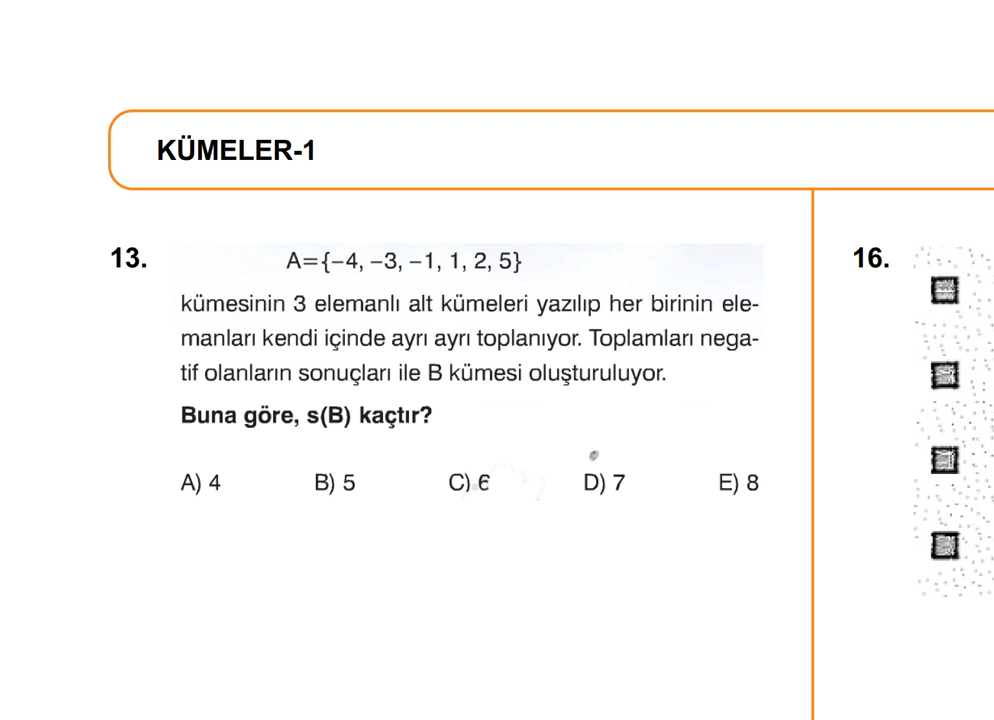 KÜMELER-1
13.
A={−4, −3, −1, 1, 2, 5}
kümesinin 3 elemanlı alt kümeleri yazılıp her birinin ele-
manları kendi içinde ayrı ayrı toplanıyor. Toplamları nega-
tif olanların sonuçları ile B kümesi oluşturuluyor.
Buna göre, s(B) kaçtır?
A) 4 B) 5 C) 6 D) 7 E) 8
16.